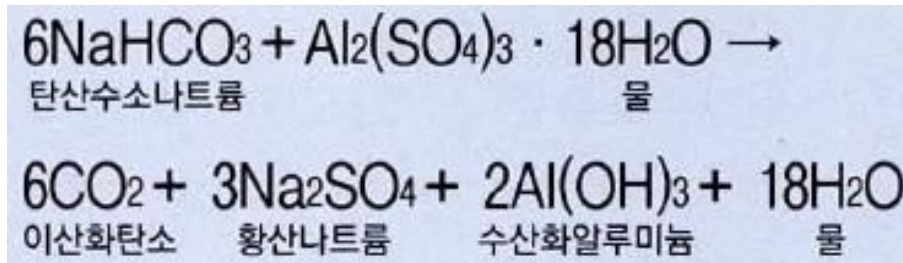 6NaHCO3 + Al2(SO4)3 · 18H2O →
탄산수소나트륨 물
6CO2 + 3Na2SO4 + 2Al(OH)3 + 18H2O
이산화탄소 황산나트륨 수산화알루미늄 물